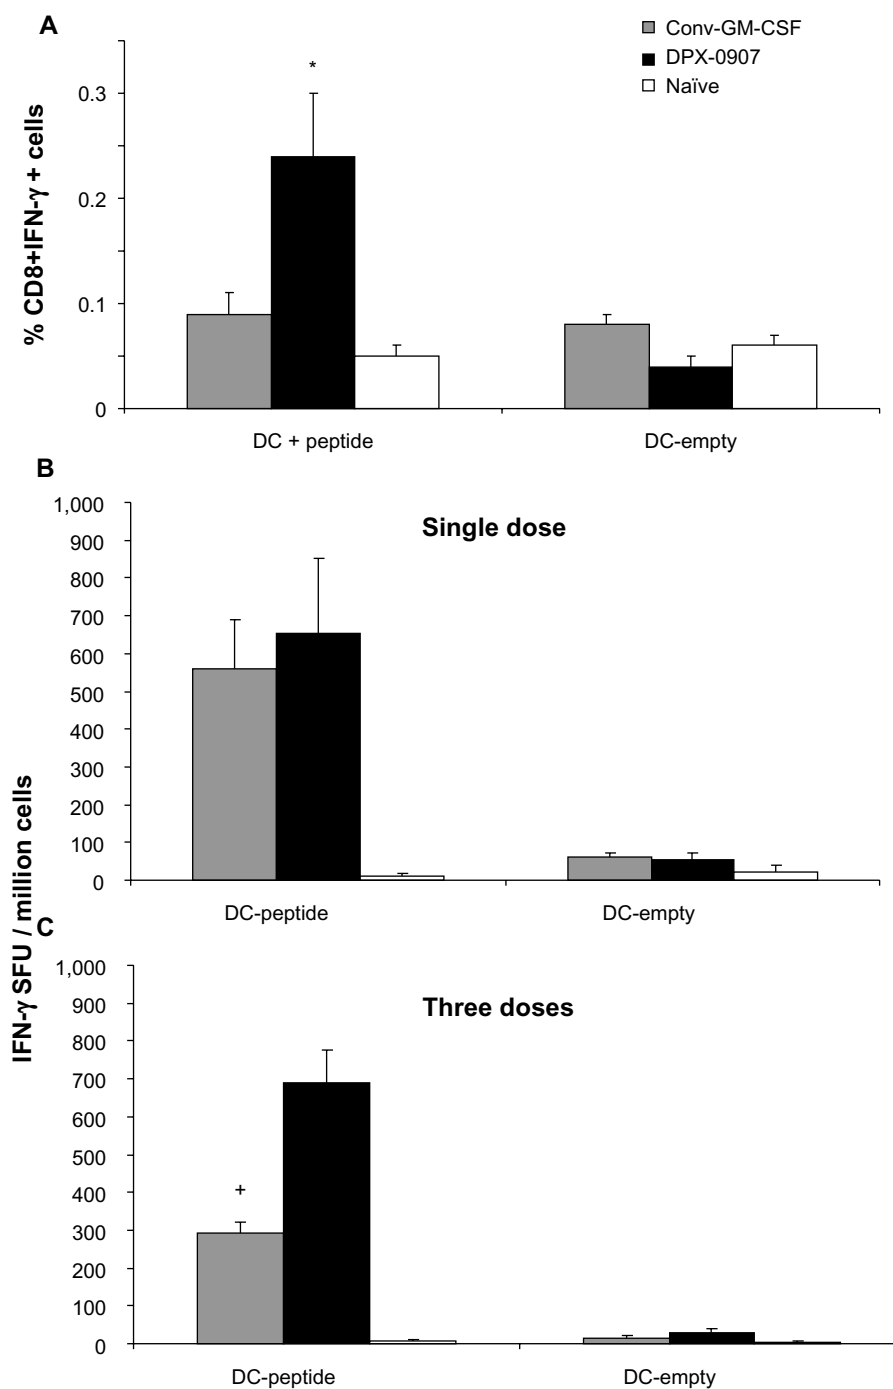 A
Conv-GM-CSF
DPX-0907
Naïve
% CD8+IFN-γ + cells
*
0.3
0.2
0.1
0
DC + peptide
DC-empty
B
Single dose
1,000
900
800
700
600
500
400
300
200
100
0
DC-peptide
DC-empty
IFN-γ SFU / million cells
C
Three doses
1,000
900
800
700
600
500
400
300
200
100
0
+
DC-peptide
DC-empty